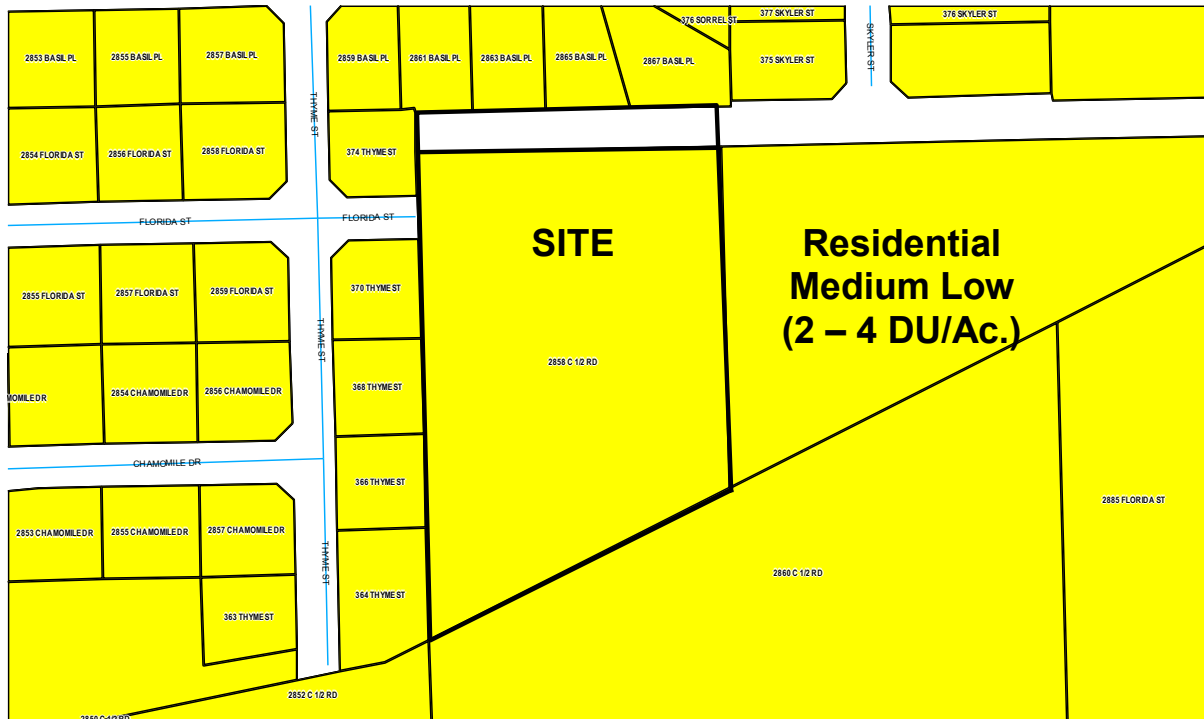 376 SORREL ST
377 SKYLER ST
376 SKYLER ST
2853 BASIL PL
2855 BASIL PL
2857 BASIL PL
2859 BASIL PL
2861 BASIL PL
2863 BASIL PL
2865 BASIL PL
2867 BASIL PL
375 SKYLER ST
SKYLER ST
THYME ST
2854 FLORIDA ST
2856 FLORIDA ST
2858 FLORIDA ST
374 THYME ST
FLORIDA ST
FLORIDA ST
SITE
Residential
Medium Low
(2 – 4 DU/Ac.)
2855 FLORIDA ST
2857 FLORIDA ST
2859 FLORIDA ST
370 THYME ST
THYME ST
2858 C 1/2 RD
MOMILE DR
2854 CHAMOMILE DR
2856 CHAMOMILE DR
368 THYME ST
CHAMOMILE DR
366 THYME ST
2885 FLORIDA ST
2853 CHAMOMILE DR
2855 CHAMOMILE DR
2857 CHAMOMILE DR
THYME ST
2860 C 1/2 RD
364 THYME ST
363 THYME ST
2852 C 1/2 RD
2850 C 1/2 RD